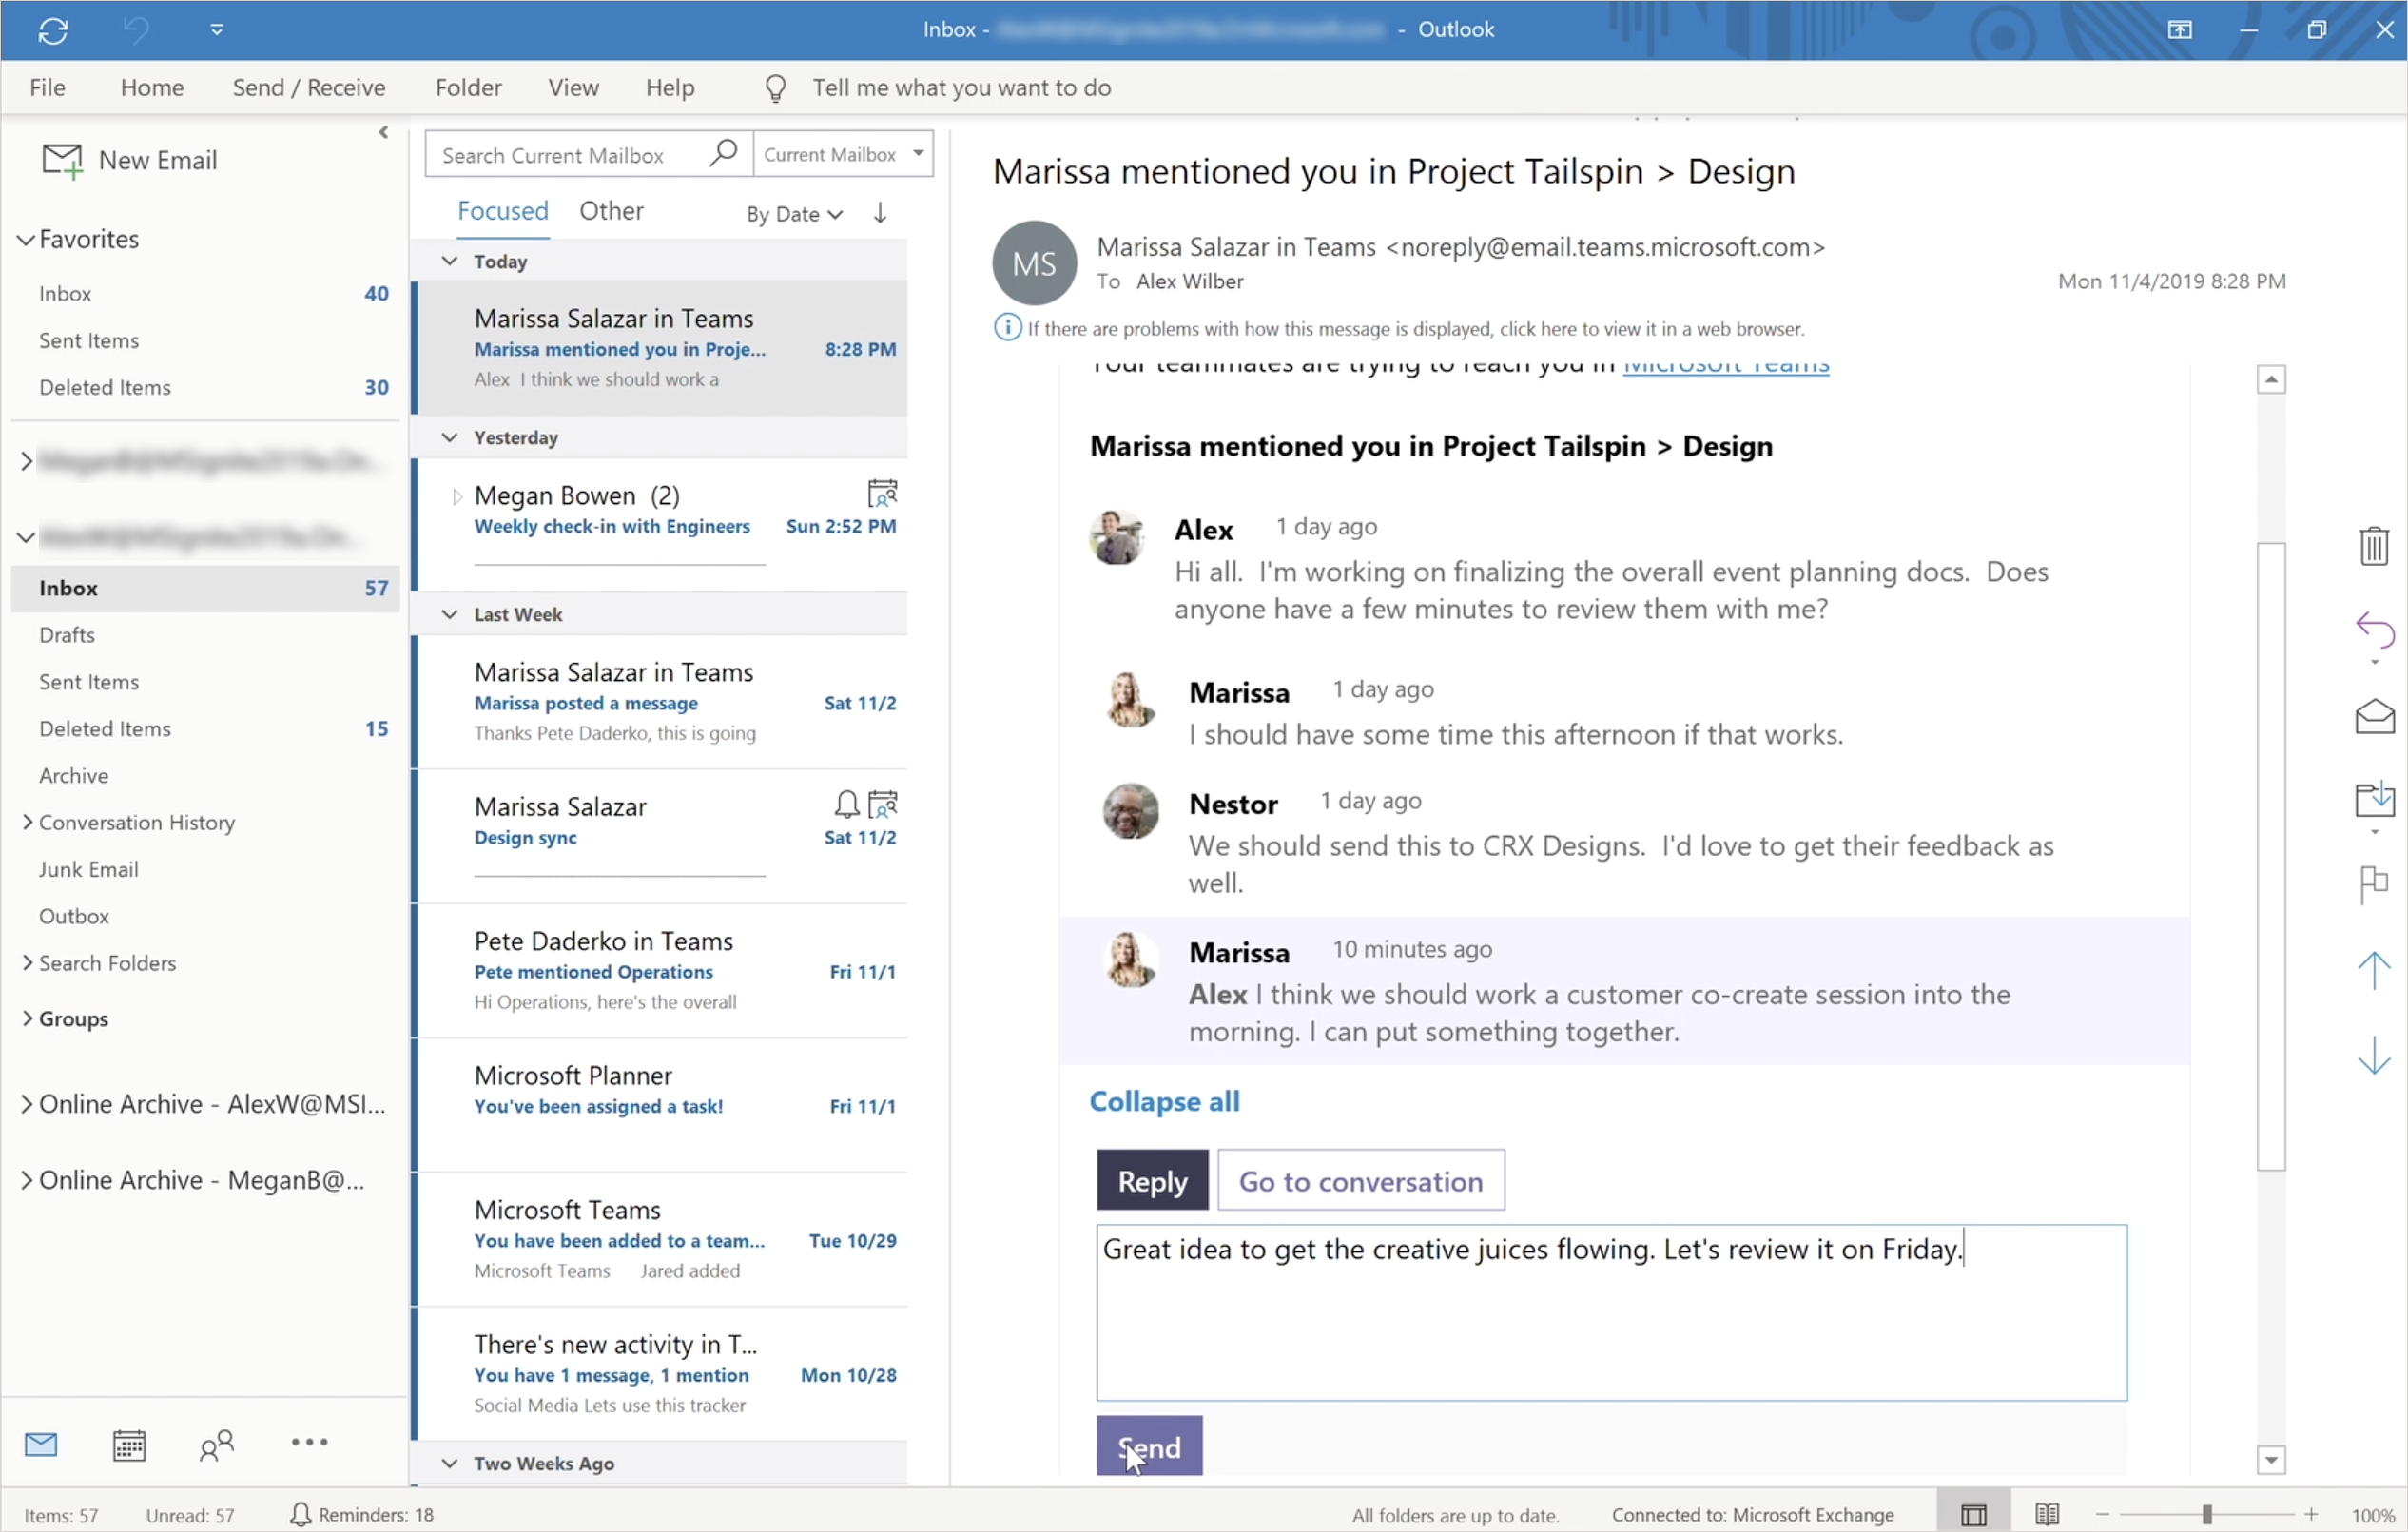 Inbox -
- Outlook
File Home Send / Receive Folder View Help Tell me what you want to do
New Email
Favorites
Inbox 40
Sent Items
Deleted Items 30
Inbox 57
Drafts
Sent Items
Deleted Items 15
Archive
Conversation History
Junk Email
Outbox
Search Folders
Groups
Online Archive - AlexW@MSI...
Online Archive - MeganB@...
Search Current Mailbox Current Mailbox
Focused Other By Date
Today
Marissa Salazar in Teams
Marissa mentioned you in Proje... 8:28 PM
Alex I think we should work a
Yesterday
Megan Bowen (2)
Weekly check-in with Engineers Sun 2:52 PM
Last Week
Marissa Salazar in Teams
Marissa posted a message Sat 11/2
Thanks Pete Daderko, this is going
Marissa Salazar
Design sync Sat 11/2
Pete Daderko in Teams
Pete mentioned Operations Fri 11/1
Hi Operations, here's the overall
Microsoft Planner
You've been assigned a task! Fri 11/1
Microsoft Teams
You have been added to a team... Tue 10/29
Microsoft Teams Jared added
There's new activity in T...
You have 1 message, 1 mention Mon 10/28
Social Media Lets use this tracker
Two Weeks Ago
Marissa mentioned you in Project Tailspin > Design
MS
Marissa Salazar in Teams <noreply@email.teams.microsoft.com>
To Alex Wilber
Mon 11/4/2019 8:28 PM
If there are problems with how this message is displayed, click here to view it in a web browser.
Your teammates are trying to reach you in Microsoft Teams
Marissa mentioned you in Project Tailspin > Design
Alex 1 day ago
Hi all. I'm working on finalizing the overall event planning docs. Does
anyone have a few minutes to review them with me?
Marissa 1 day ago
I should have some time this afternoon if that works.
Nestor 1 day ago
We should send this to CRX Designs. I'd love to get their feedback as
well.
Marissa 10 minutes ago
Alex I think we should work a customer co-create session into the
morning. I can put something together.
Collapse all
Reply Go to conversation
Great idea to get the creative juices flowing. Let's review it on Friday.
Send
Items: 57 Unread: 57 Reminders: 18 All folders are up to date. Connected to: Microsoft Exchange 100%